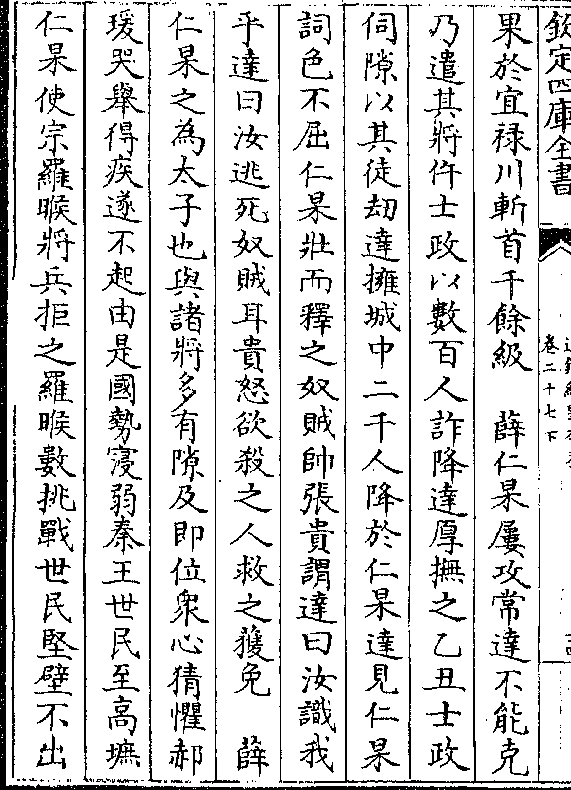 欽定四庫全書
卷二十七下
果於宜禄川斬首千餘級　薛仁杲屢攻常達不能克
乃遣其將仵士政以數百人詐降達厚撫之乙丑士政
伺隙以其徒刼達擁城中二千人降於仁杲達見仁杲
詞色不屈仁杲壯而釋之奴賊帥張貴謂達曰汝識我
乎達曰汝逃死奴賊耳貴怒欲殺之人救之獲免　薛
仁杲之為太子也與諸將多有隙及即位衆心猜懼郝
瑗哭舉得疾遂不起由是國勢寖弱秦王世民至高墌
仁杲使宗羅睺將兵拒之羅睺數挑戰世民堅壁不出